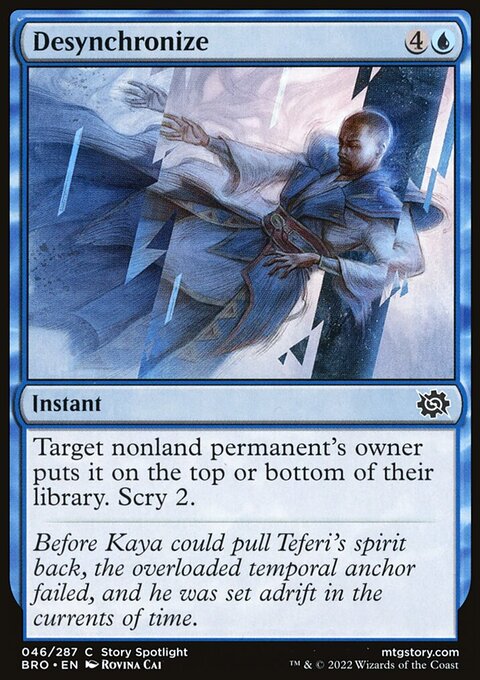 Desynchronize 4
Instant
Target nonland permanent's owner
puts it on the top or bottom of their
library. Scry 2.
Before Kaya could pull Teferi's spirit
back, the overloaded temporal anchor
failed, and he was set adrift in the
currents of time.
046/287 C Story Spotlight mtgstory.com
BRO • EN Rovina Cai ™ & © 2022 Wizards of the Coast